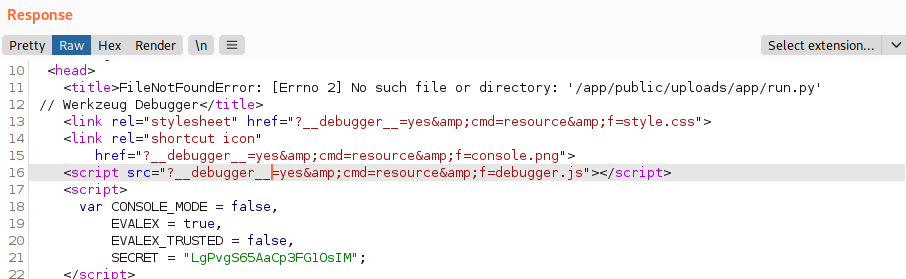 Response
Pretty Raw Hex Render \n Select extension...
10 <head>
11 <title>FileNotFoundError: [Errno 2] No such file or directory: '/app/public/uploads/app/run.py'
12 // Werkzeug Debugger</title>
13 <link rel="stylesheet" href="?__debugger__=yes&amp;cmd=resource&amp;f=style.css">
14 <link rel="shortcut icon"
15 href="?__debugger__=yes&amp;cmd=resource&amp;f=console.png">
16 <script src="?__debugger__=yes&amp;cmd=resource&amp;f=debugger.js"></script>
17 <script>
18 var CONSOLE_MODE = false,
19 EVALEX = true,
20 EVALEX_TRUSTED = false,
21 SECRET = "LgPvgS65AaCp3FG1OsIM";
22 </script>